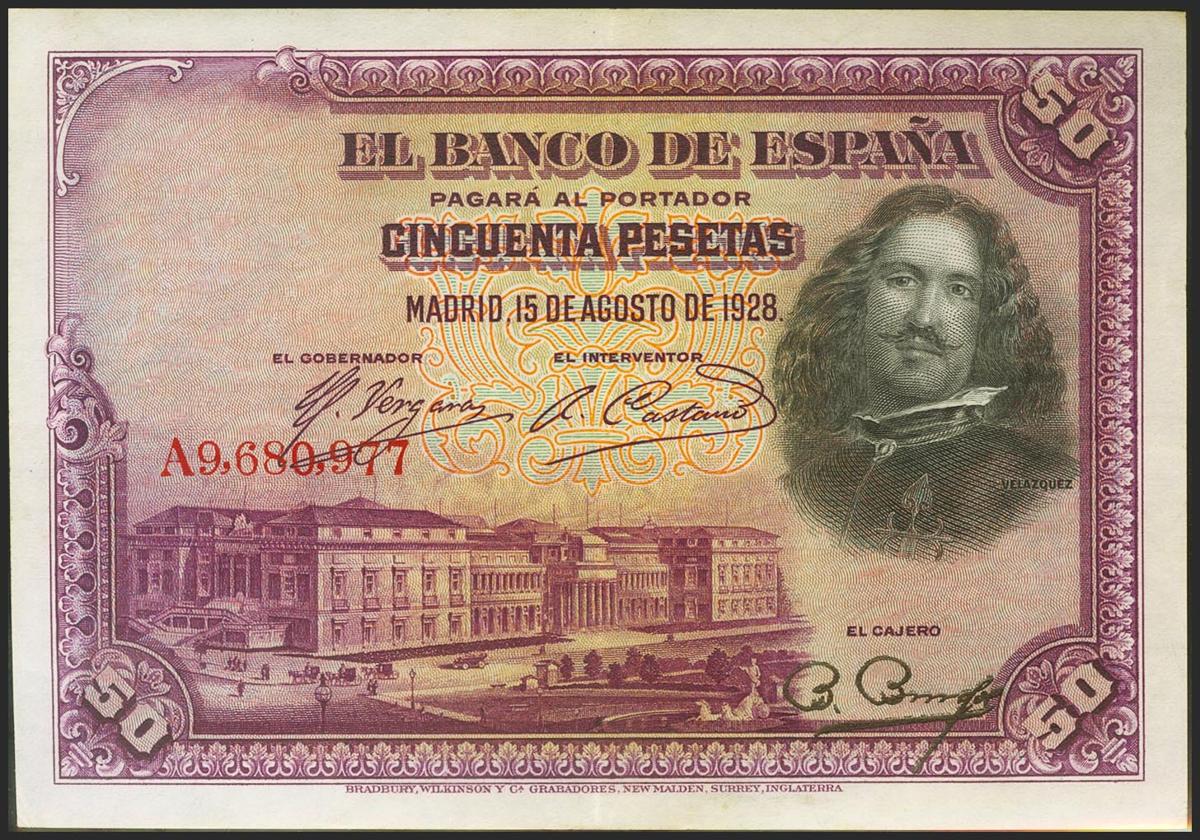 50
EL BANCO DE ESPAÑA
PAGARÁ AL PORTADOR
CINCUENTA PESETAS
MADRID, 15 DE AGOSTO DE 1928.
EL GOBERNADOR
EL INTERVENTOR
A9,680,977
VELAZQUEZ
EL CAJERO
50
50
BRADBURY, WILKINSON Y Cª GRABADORES, NEW MALDEN, SURREY, INGLATERRA